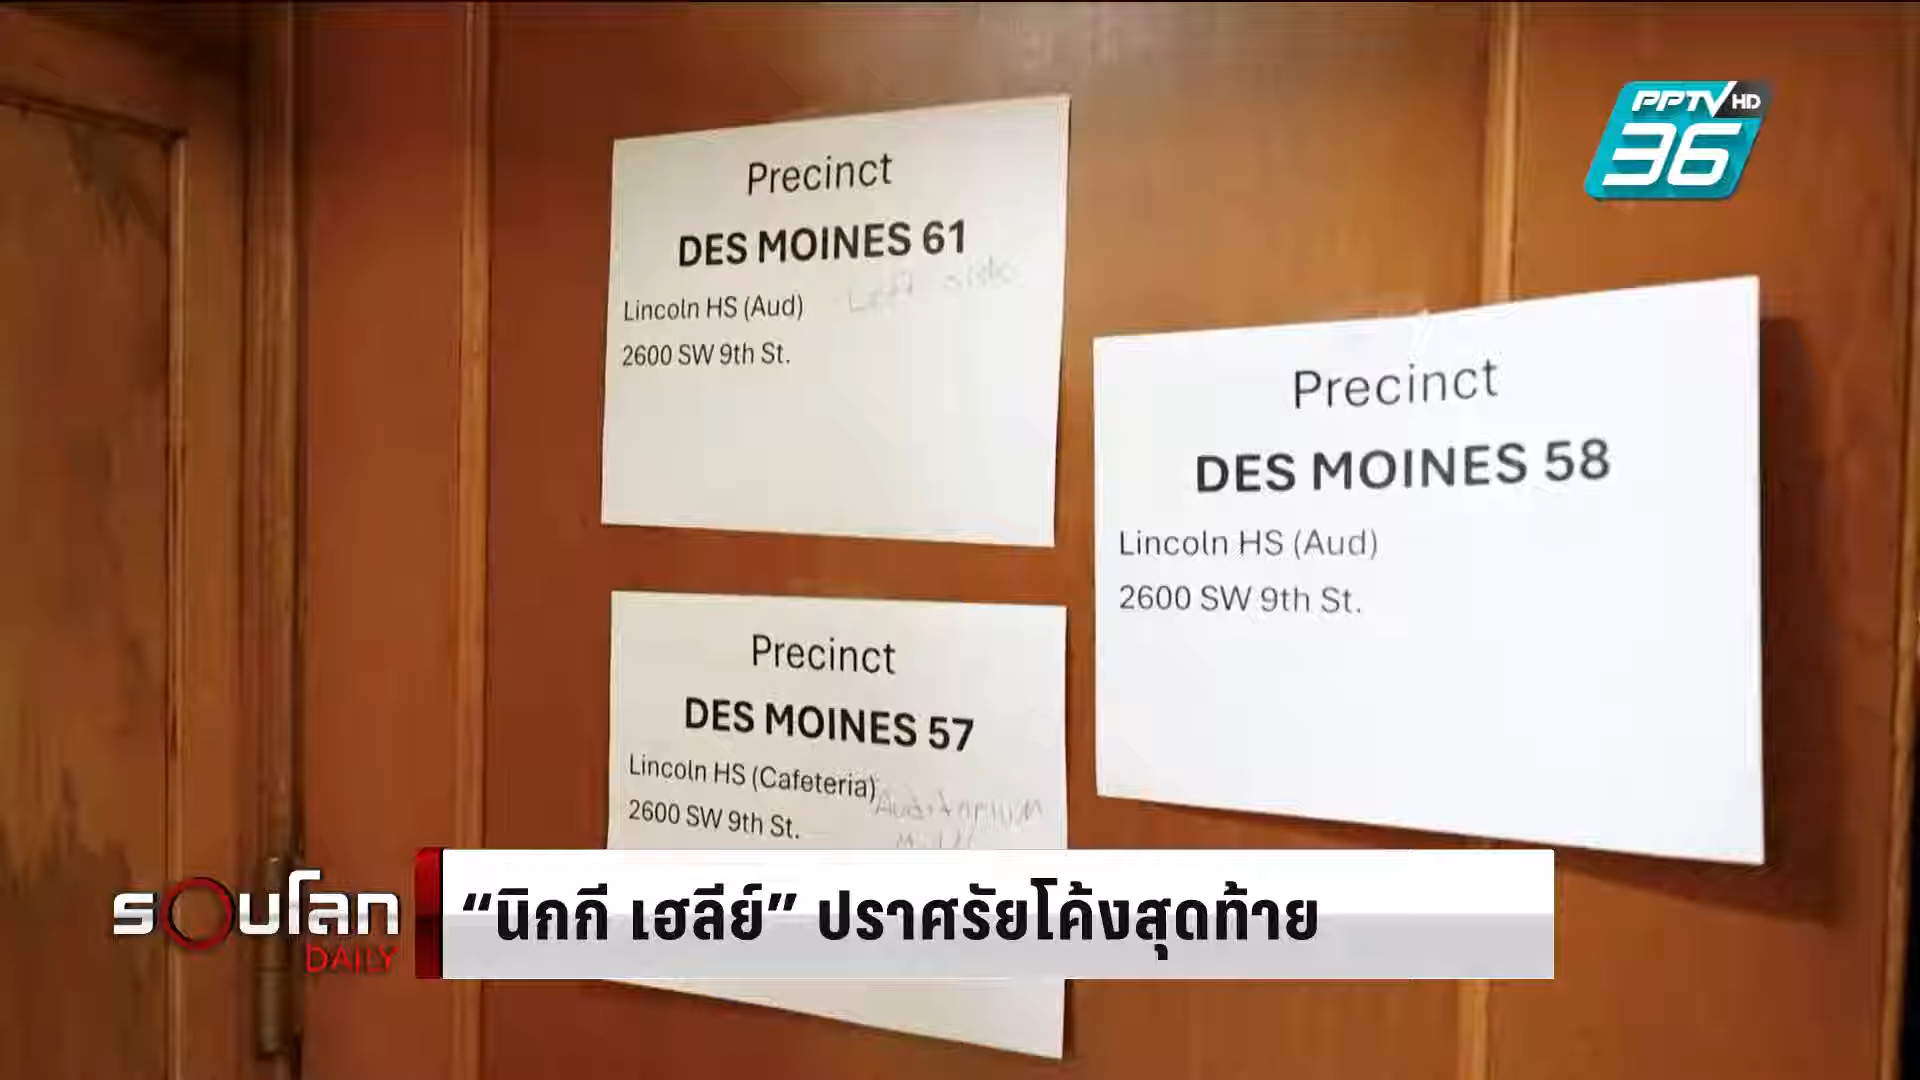 PPTV HD
36
Precinct
DES MOINES 61
Left side
Lincoln HS (Aud)
2600 SW 9th St.
Precinct
DES MOINES 58
Lincoln HS (Aud)
2600 SW 9th St.
Precinct
DES MOINES 57
Lincoln HS (Cafeteria)
Auditorium
2600 SW 9th St.
รอบโลก
DAILY
“นิกกี เฮลีย์” ปราศรัยโค้งสุดท้าย